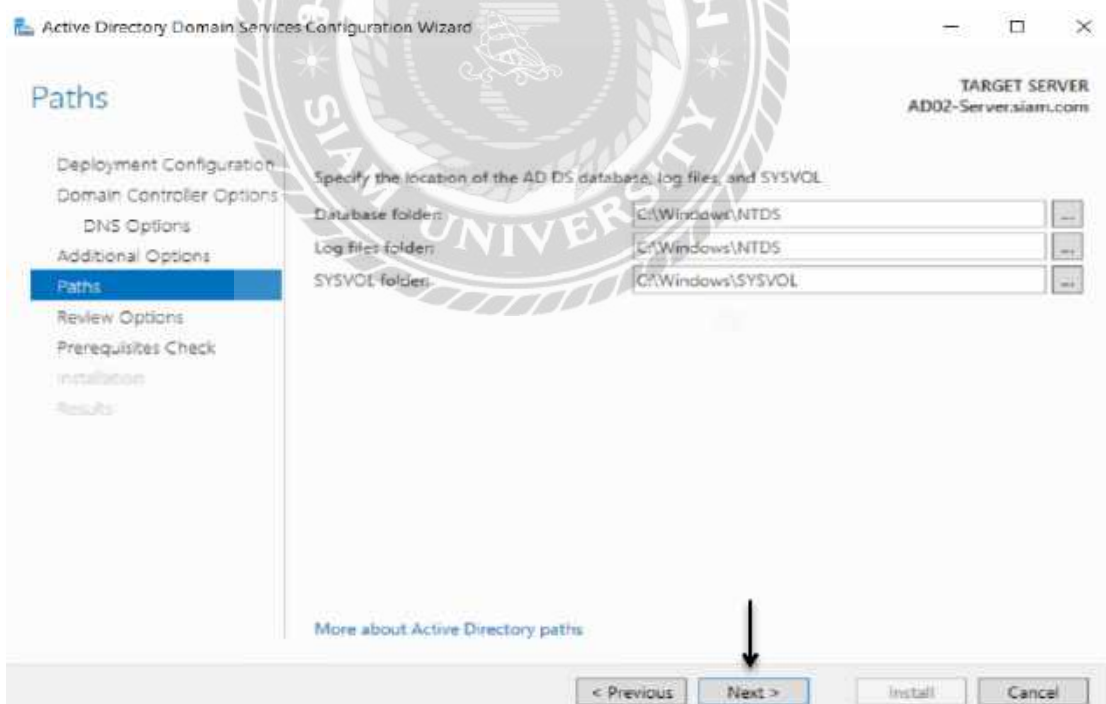 Active Directory Domain Services Configuration Wizard
Paths
TARGET SERVER
AD02-Server.siam.com
Deployment Configuration
Domain Controller Options
DNS Options
Additional Options
Paths
Review Options
Prerequisites Check
Installation
Results
Specify the location of the AD DS database, log files, and SYSVOL
Database folder: C:\Windows\NTDS ...
Log files folder: C:\Windows\NTDS ...
SYSVOL folder: C:\Windows\SYSVOL ...
More about Active Directory paths
< Previous Next > Install Cancel
SIAM UNIVERSITY